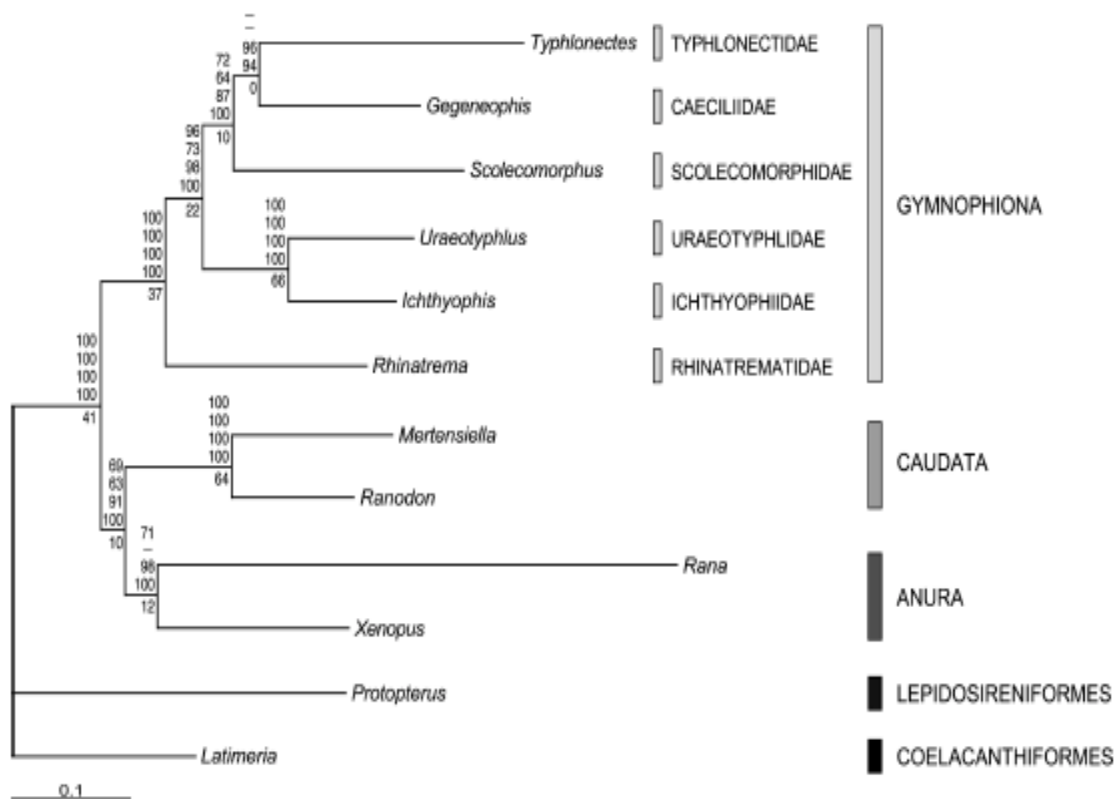 –
–
96
94
0
Typhlonectes
TYPHLONECTIDAE
72
64
87
100
10
Gegeneophis
CAECILIIDAE
96
73
98
100
22
Scolecomorphus
SCOLECOMORPHIDAE
GYMNOPHIONA
100
100
100
100
66
Uraeotyphlus
URAEOTYPHLIDAE
100
100
100
100
37
Ichthyophis
ICHTHYOPHIIDAE
Rhinatrema
RHINATREMATIDAE
100
100
100
100
41
100
100
100
100
64
Mertensiella
CAUDATA
Ranodon
69
63
91
100
10
71
–
98
100
12
Rana
ANURA
Xenopus
Protopterus
LEPIDOSIRENIFORMES
Latimeria
COELACANTHIFORMES
0.1